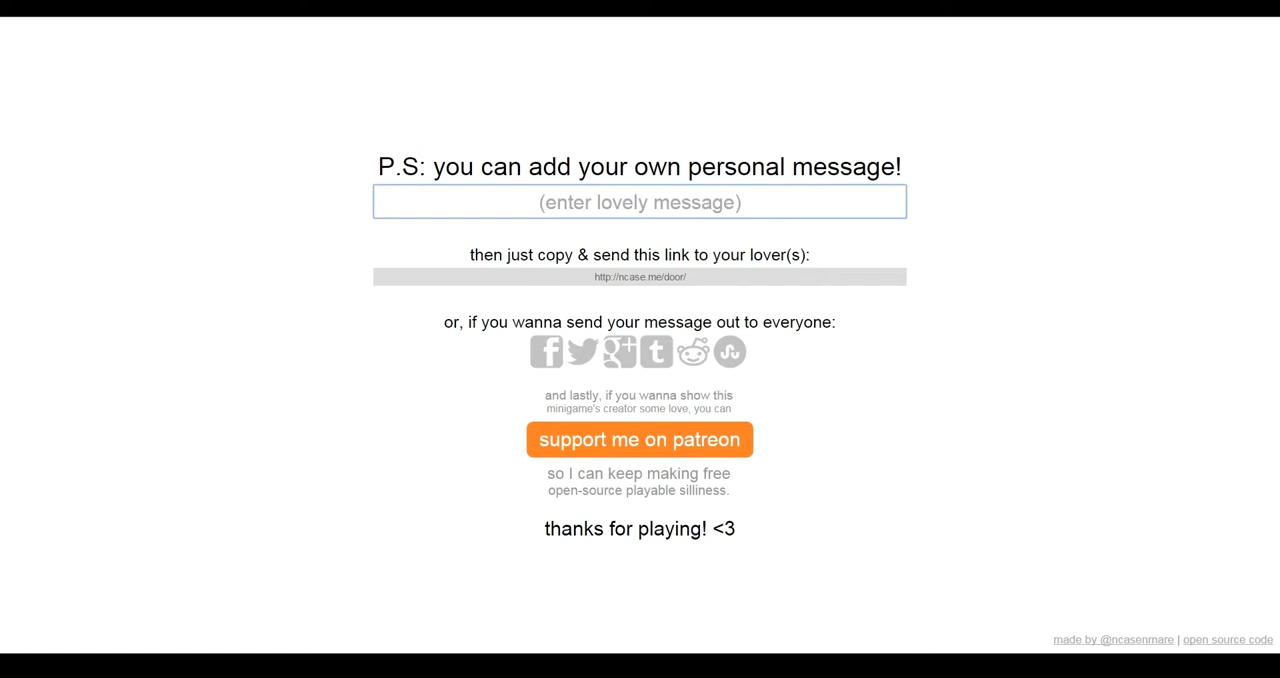 P.S: you can add your own personal message!
(enter lovely message)
then just copy & send this link to your lover(s):
http://ncase.me/door/
or, if you wanna send your message out to everyone:
and lastly, if you wanna show this
minigame's creator some love, you can
support me on patreon
so I can keep making free
open-source playable silliness.
thanks for playing! <3
made by @ncasenmare | open source code